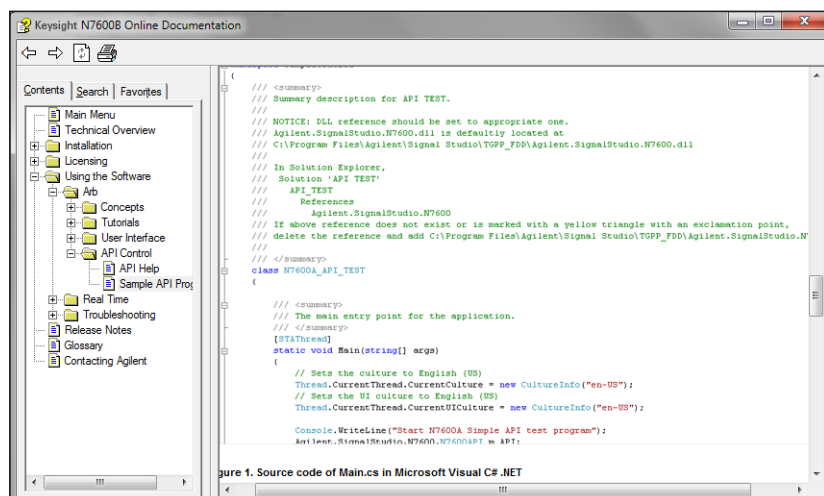 Keysight N7600B Online Documentation
Contents Search Favorites
Main Menu
Technical Overview
Installation
Licensing
Using the Software
Arb
Concepts
Tutorials
User Interface
API Control
API Help
Sample API Prog
Real Time
Troubleshooting
Release Notes
Glossary
Contacting Agilent
{
/// <summary>
/// Summary description for API TEST.
///
/// NOTICE: DLL reference should be set to appropriate one.
/// Agilent.SignalStudio.N7600.dll is defaultly located at
/// C:\Program Files\Agilent\Signal Studio\TGPP_FDD\Agilent.SignalStudio.N7600.dll
///
/// In Solution Explorer,
/// Solution 'API TEST'
/// API_TEST
/// References
/// Agilent.SignalStudio.N7600
/// If above reference does not exist or is marked with a yellow triangle with an exclamation point,
/// delete the reference and add C:\Program Files\Agilent\Signal Studio\TGPP_FDD\Agilent.SignalStudio.N7
///
/// </summary>
class N7600A_API_TEST
{
/// <summary>
/// The main entry point for the application.
/// </summary>
[STAThread]
static void Main(string[] args)
{
// Sets the culture to English (US)
Thread.CurrentThread.CurrentCulture = new CultureInfo("en-US");
// Sets the UI culture to English (US)
Thread.CurrentThread.CurrentUICulture = new CultureInfo("en-US");
Console.WriteLine("Start N7600A Simple API test program");
Agilent.SignalStudio.N7600.N7600API m_API;
gure 1. Source code of Main.cs in Microsoft Visual C# .NET